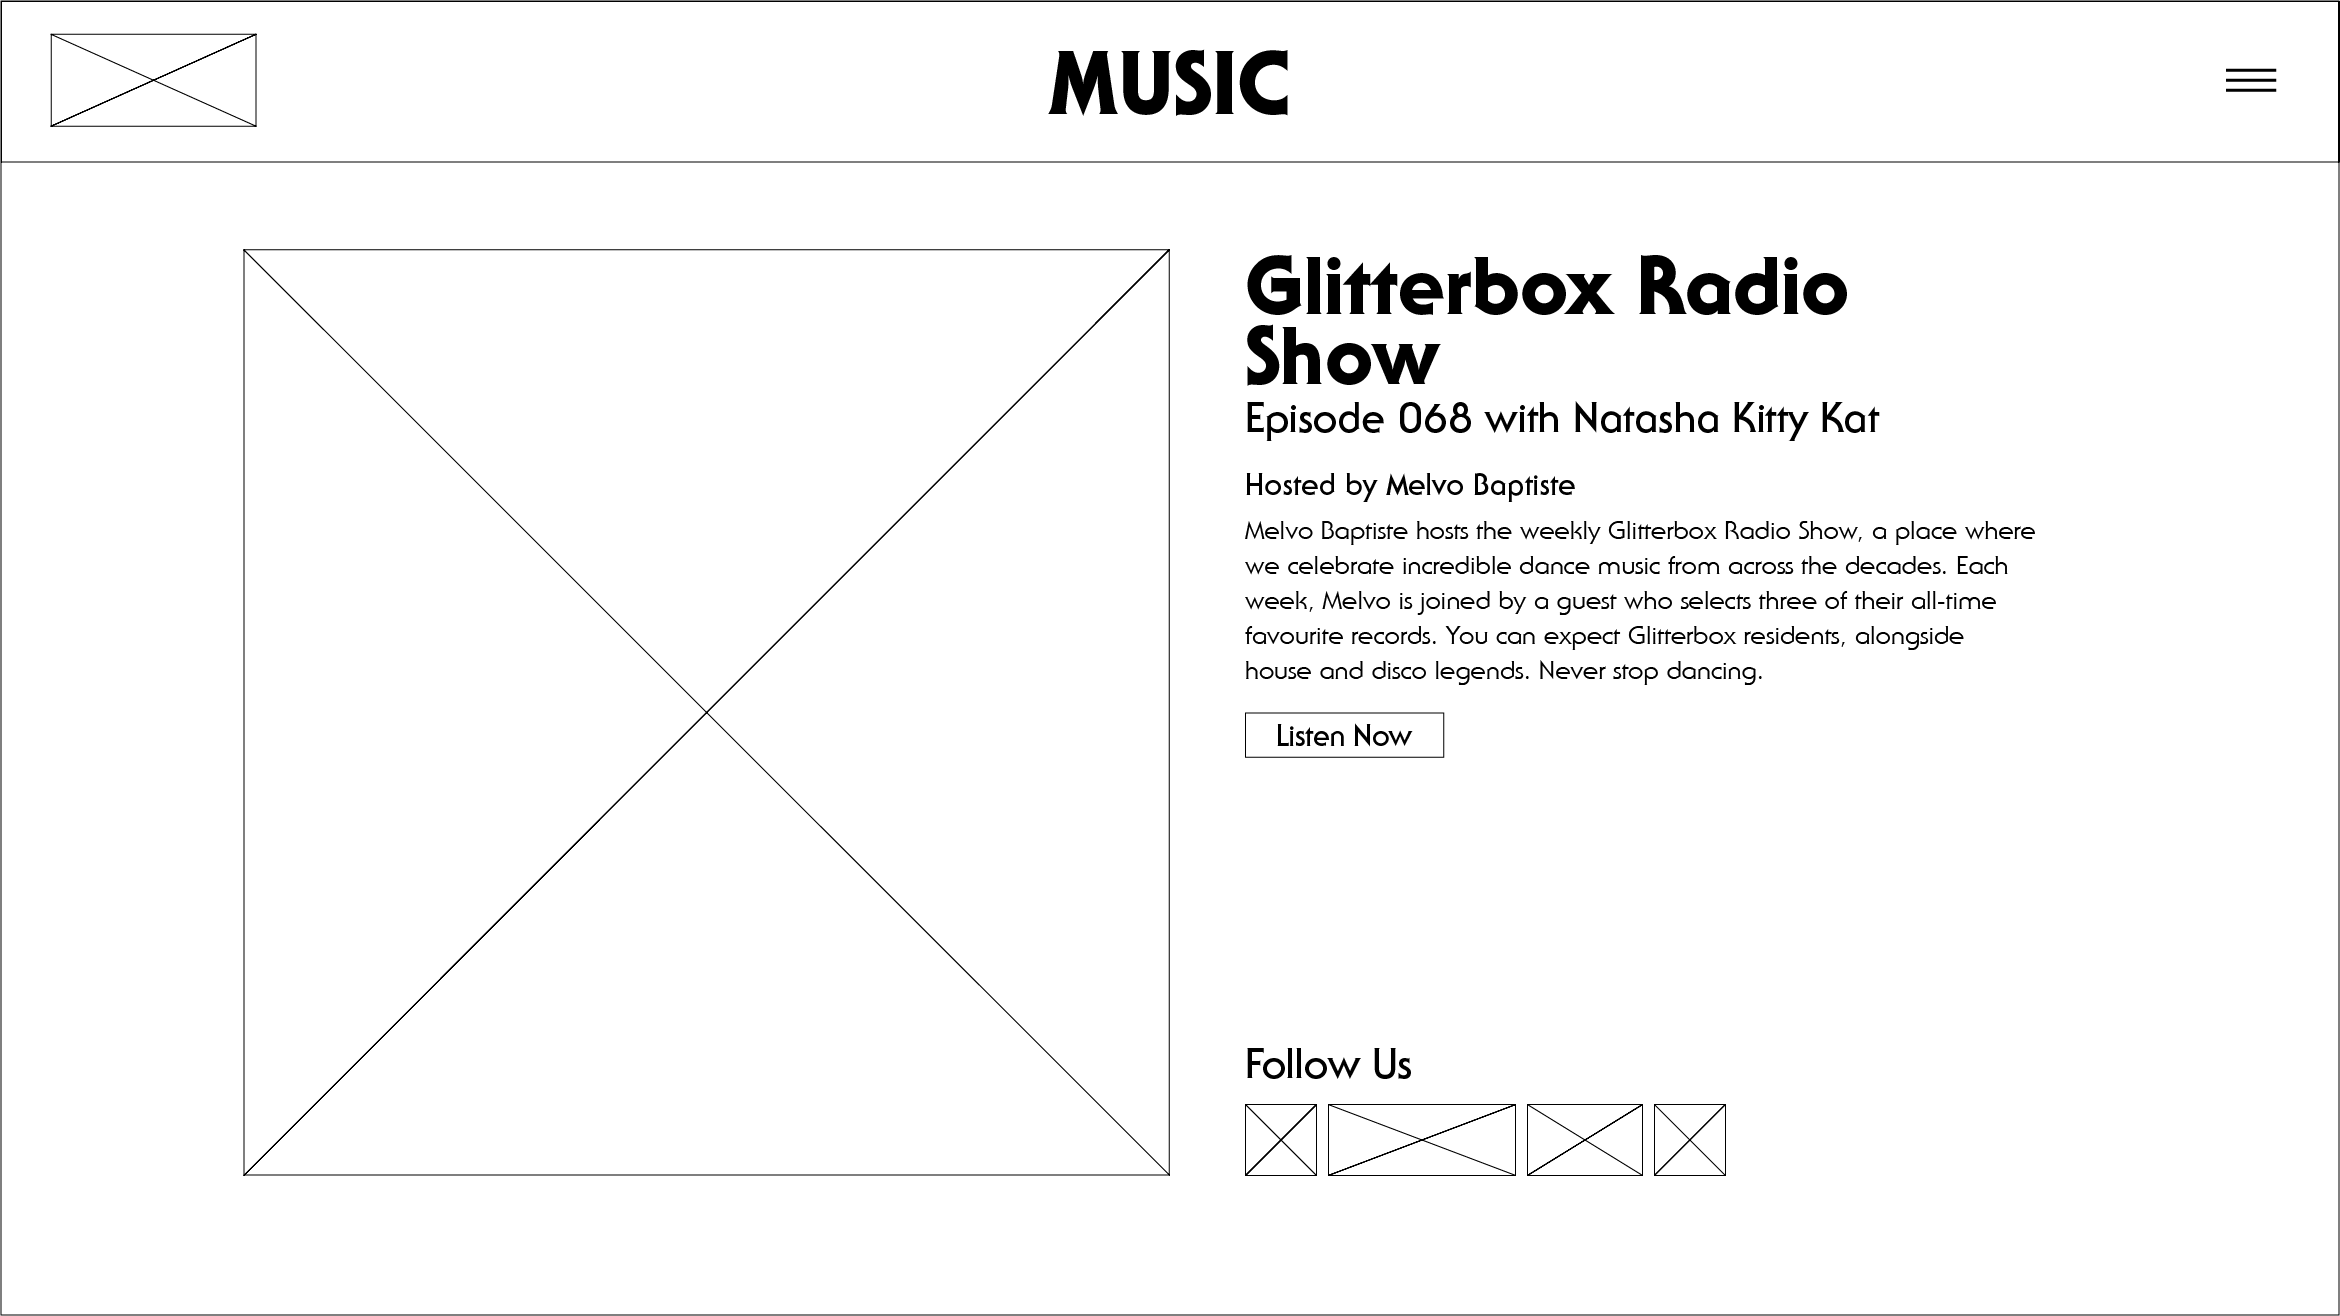 MUSIC
Glitterbox Radio
Show
Episode 068 with Natasha Kitty Kat
Hosted by Melvo Baptiste
Melvo Baptiste hosts the weekly Glitterbox Radio Show, a place where
we celebrate incredible dance music from across the decades. Each
week, Melvo is joined by a guest who selects three of their all-time
favourite records. You can expect Glitterbox residents, alongside
house and disco legends. Never stop dancing.
Listen Now
Follow Us